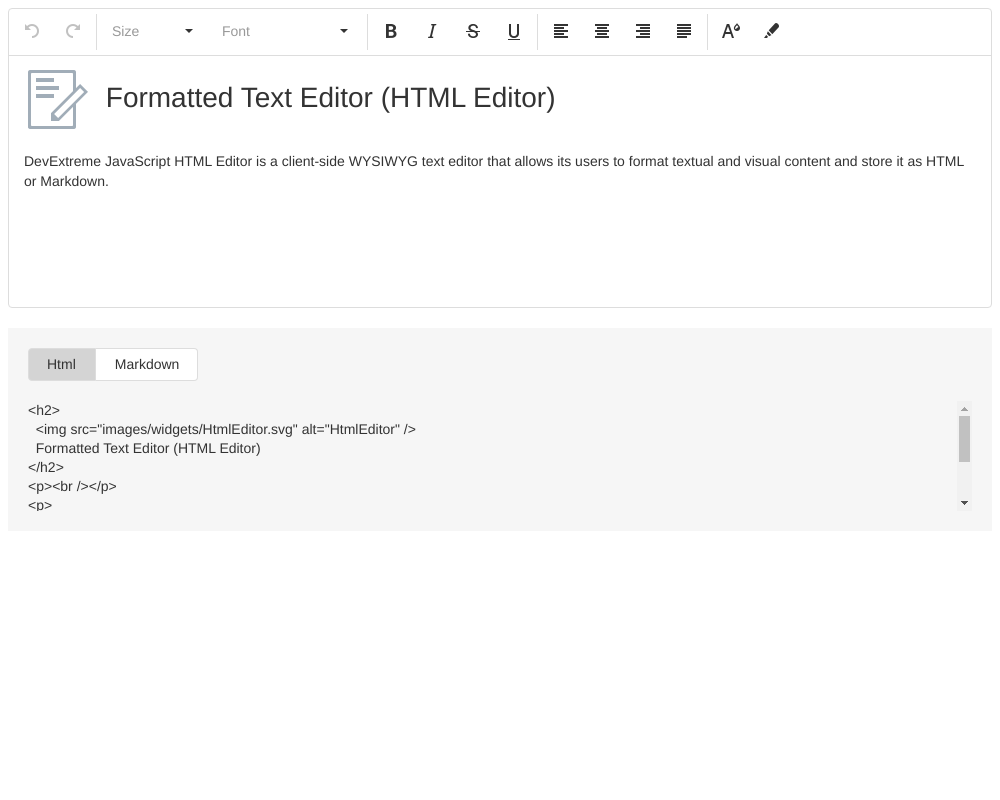 Size Font B I S U A
Formatted Text Editor (HTML Editor)
DevExtreme JavaScript HTML Editor is a client-side WYSIWYG text editor that allows its users to format textual and visual content and store it as HTML
or Markdown.
Html Markdown
<h2>
<img src="images/widgets/HtmlEditor.svg" alt="HtmlEditor" />
Formatted Text Editor (HTML Editor)
</h2>
<p><br /></p>
<p>